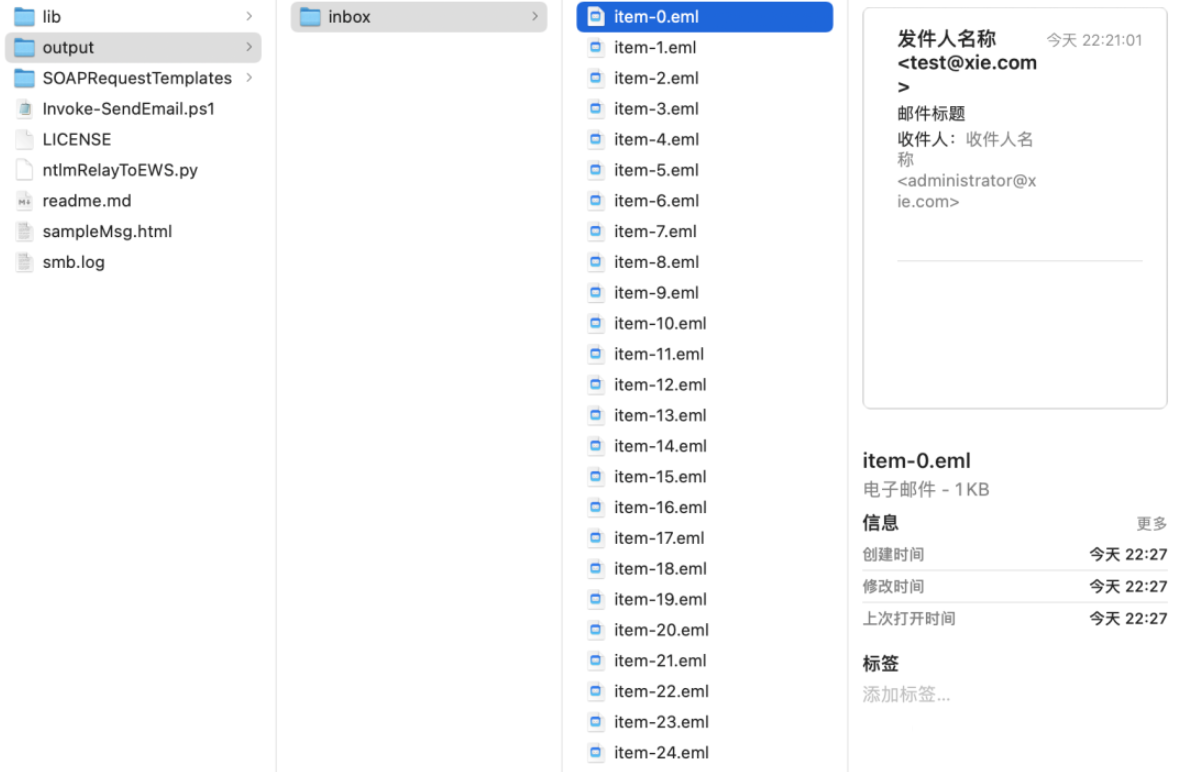 lib
output
SOAPRequestTemplates
Invoke-SendEmail.ps1
LICENSE
ntlmRelayToEWS.py
readme.md
sampleMsg.html
smb.log
inbox
item-0.eml
item-1.eml
item-2.eml
item-3.eml
item-4.eml
item-5.eml
item-6.eml
item-7.eml
item-8.eml
item-9.eml
item-10.eml
item-11.eml
item-12.eml
item-13.eml
item-14.eml
item-15.eml
item-16.eml
item-17.eml
item-18.eml
item-19.eml
item-20.eml
item-21.eml
item-22.eml
item-23.eml
item-24.eml
发件人名称 今天 22:21:01
<test@xie.com
>
邮件标题
收件人：收件人名
称
<administrator@x
ie.com>
item-0.eml
电子邮件 - 1 KB
信息 更多
创建时间 今天 22:27
修改时间 今天 22:27
上次打开时间 今天 22:27
标签
添加标签...